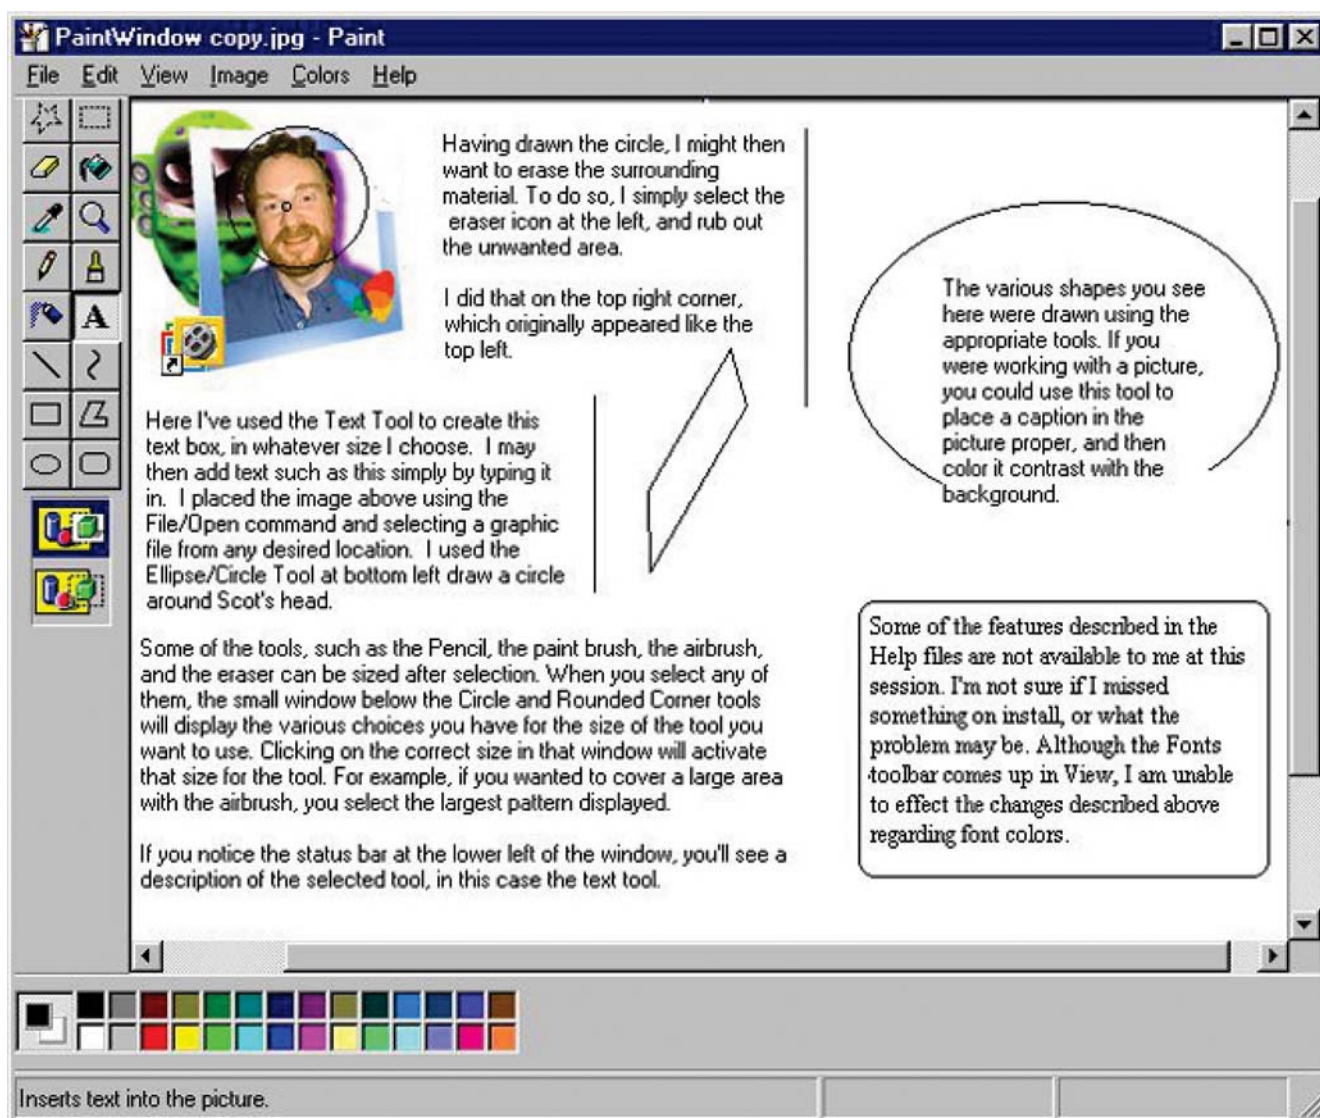 PaintWindow copy.jpg - Paint
File Edit View Image Colors Help
Having drawn the circle, I might then
want to erase the surrounding
material. To do so, I simply select the
eraser icon at the left, and rub out
the unwanted area.
I did that on the top right corner,
which originally appeared like the
top left.
A
Here I've used the Text Tool to create this
text box, in whatever size I choose. I may
then add text such as this simply by typing it
in. I placed the image above using the
File/Open command and selecting a graphic
file from any desired location. I used the
Ellipse/Circle Tool at bottom left draw a circle
around Scot's head.
Some of the tools, such as the Pencil, the paint brush, the airbrush,
and the eraser can be sized after selection. When you select any of
them, the small window below the Circle and Rounded Corner tools
will display the various choices you have for the size of the tool you
want to use. Clicking on the correct size in that window will activate
that size for the tool. For example, if you wanted to cover a large area
with the airbrush, you select the largest pattern displayed.
If you notice the status bar at the lower left of the window, you'll see a
description of the selected tool, in this case the text tool.
The various shapes you see
here were drawn using the
appropriate tools. If you
were working with a picture,
you could use this tool to
place a caption in the
picture proper, and then
color it contrast with the
background.
Some of the features described in the
Help files are not available to me at this
session. I'm not sure if I missed
something on install, or what the
problem may be. Although the Fonts
toolbar comes up in View, I am unable
to effect the changes described above
regarding font colors.
Inserts text into the picture.